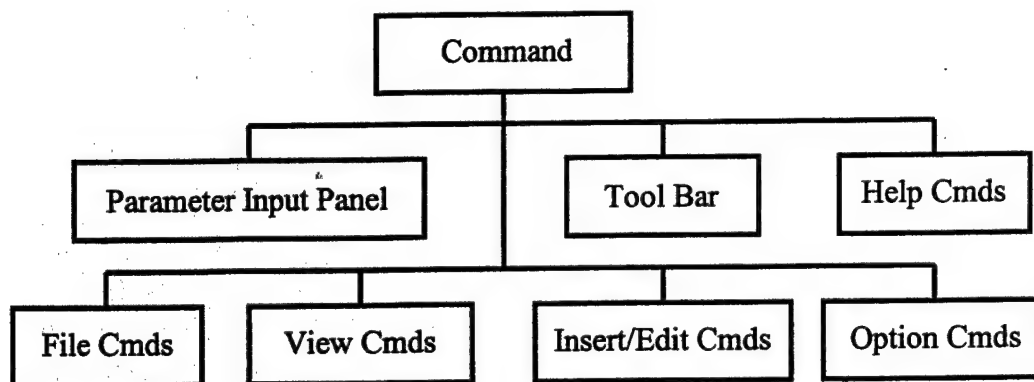 Command
Parameter Input Panel
Tool Bar
Help Cmds
File Cmds
View Cmds
Insert/Edit Cmds
Option Cmds